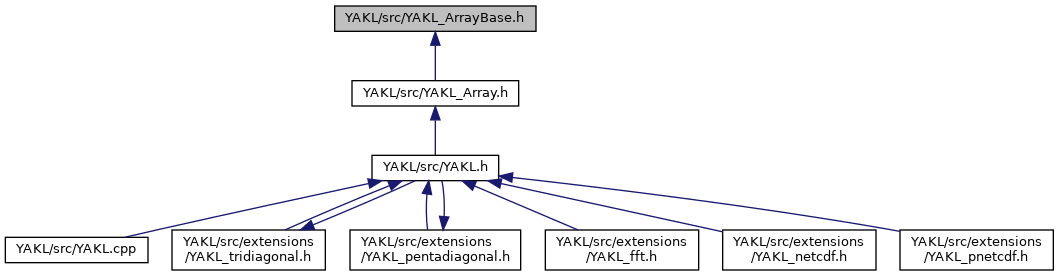 YAKL/src/YAKL_ArrayBase.h
YAKL/src/YAKL_Array.h
YAKL/src/YAKL.h
YAKL/src/YAKL.cpp
YAKL/src/extensions
/YAKL_tridiagonal.h
YAKL/src/extensions
/YAKL_pentadiagonal.h
YAKL/src/extensions
/YAKL_fft.h
YAKL/src/extensions
/YAKL_netcdf.h
YAKL/src/extensions
/YAKL_pnetcdf.h